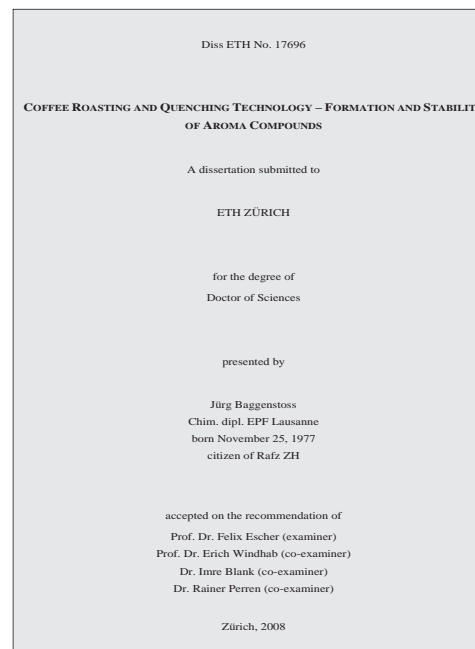 Diss ETH No. 17696
COFFEE ROASTING AND QUENCHING TECHNOLOGY – FORMATION AND STABILIT
OF AROMA COMPOUNDS
A dissertation submitted to
ETH ZÜRICH
for the degree of
Doctor of Sciences
presented by
Jürg Baggenstoss
Chim. dipl. EPF Lausanne
born November 25, 1977
citizen of Rafz ZH
accepted on the recommendation of
Prof. Dr. Felix Escher (examiner)
Prof. Dr. Erich Windhab (co-examiner)
Dr. Imre Blank (co-examiner)
Dr. Rainer Perren (co-examiner)
Zürich, 2008